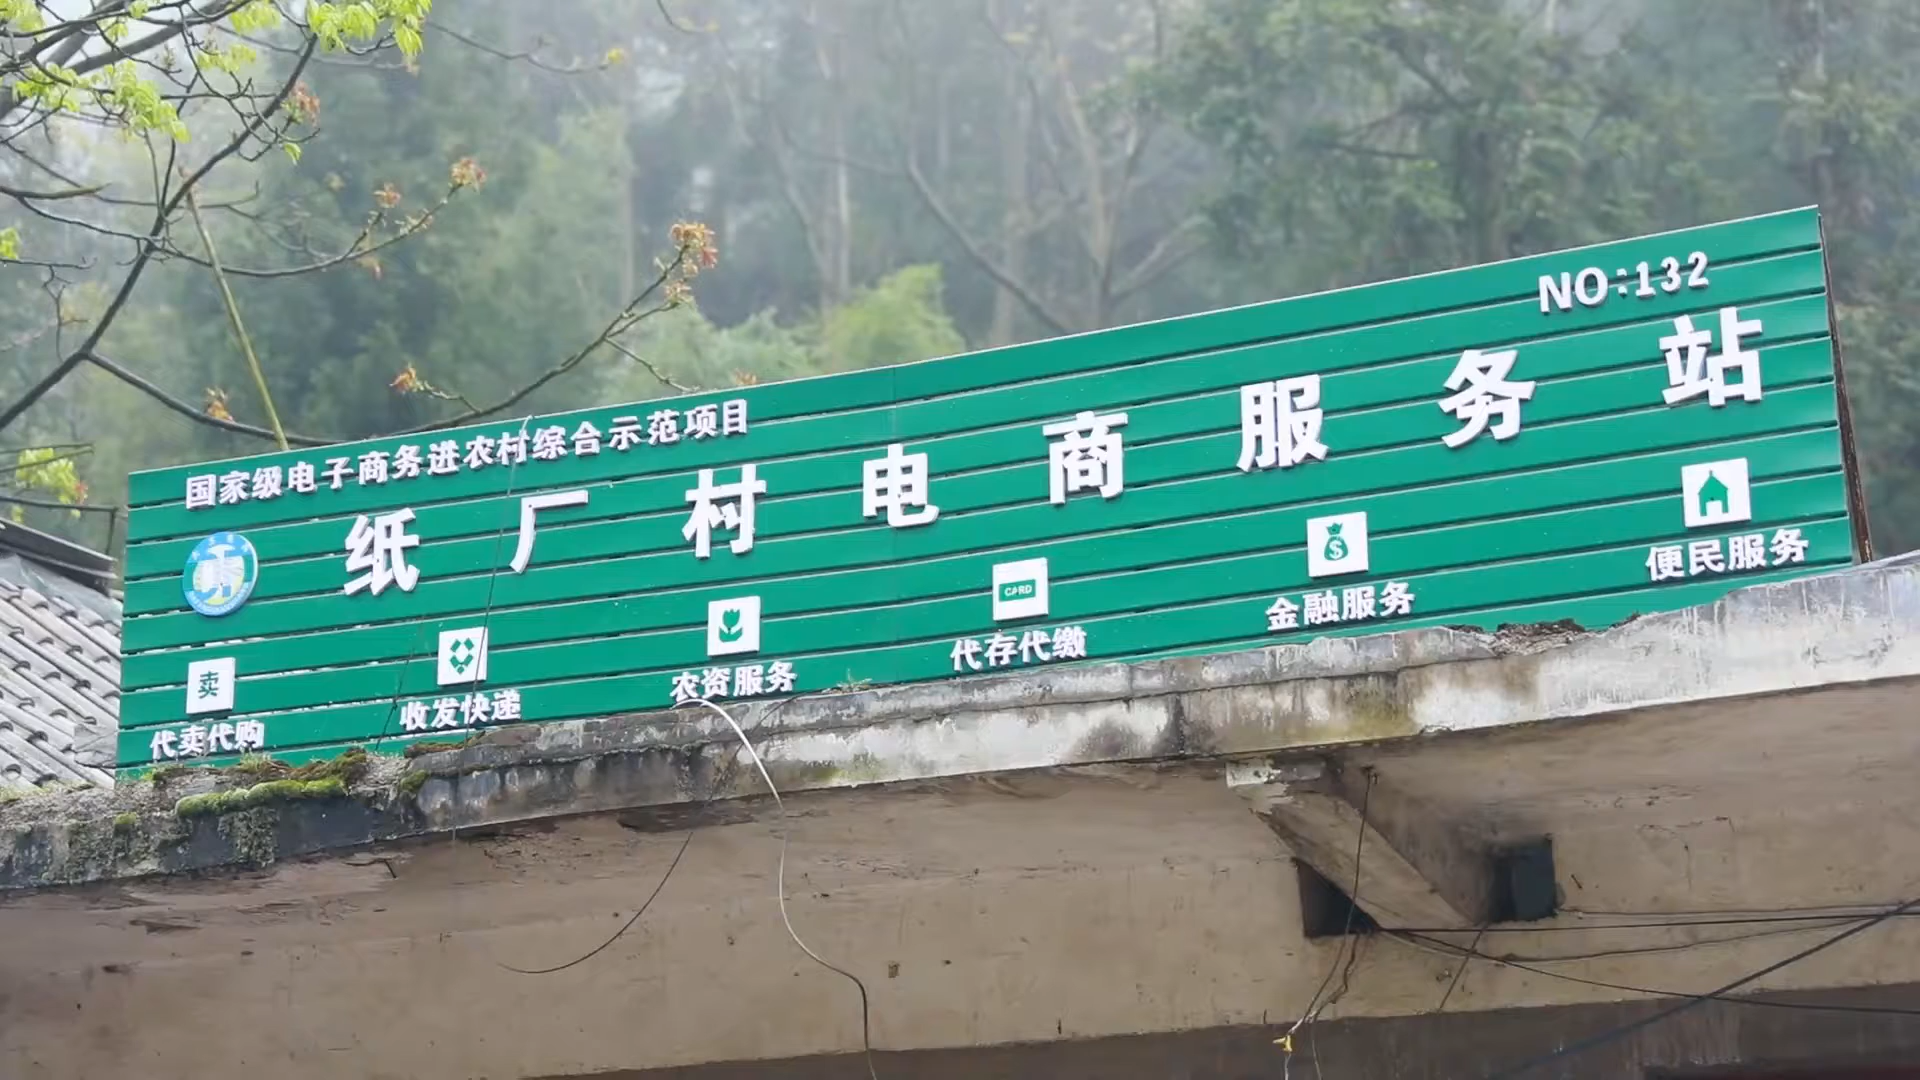 NO:132
国家级电子商务进农村综合示范项目
纸厂村电商服务站
卖
CARD
$
代卖代购 收发快递 农资服务 代存代缴 金融服务 便民服务